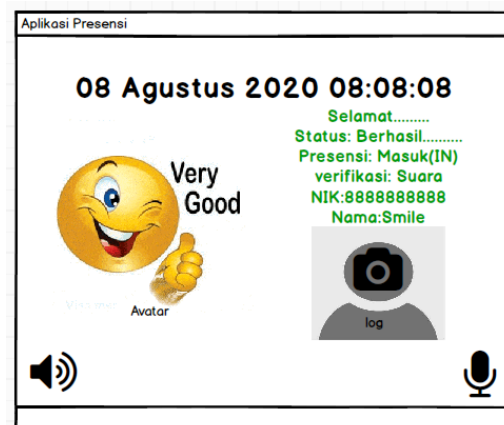 Aplikasi Presensi
08 Agustus 2020 08:08:08
Selamat.........
Status: Berhasil..........
Presensi: Masuk(IN)
verifikasi: Suara
NIK:8888888888
Nama:Smile
Very
Good
Avatar
log